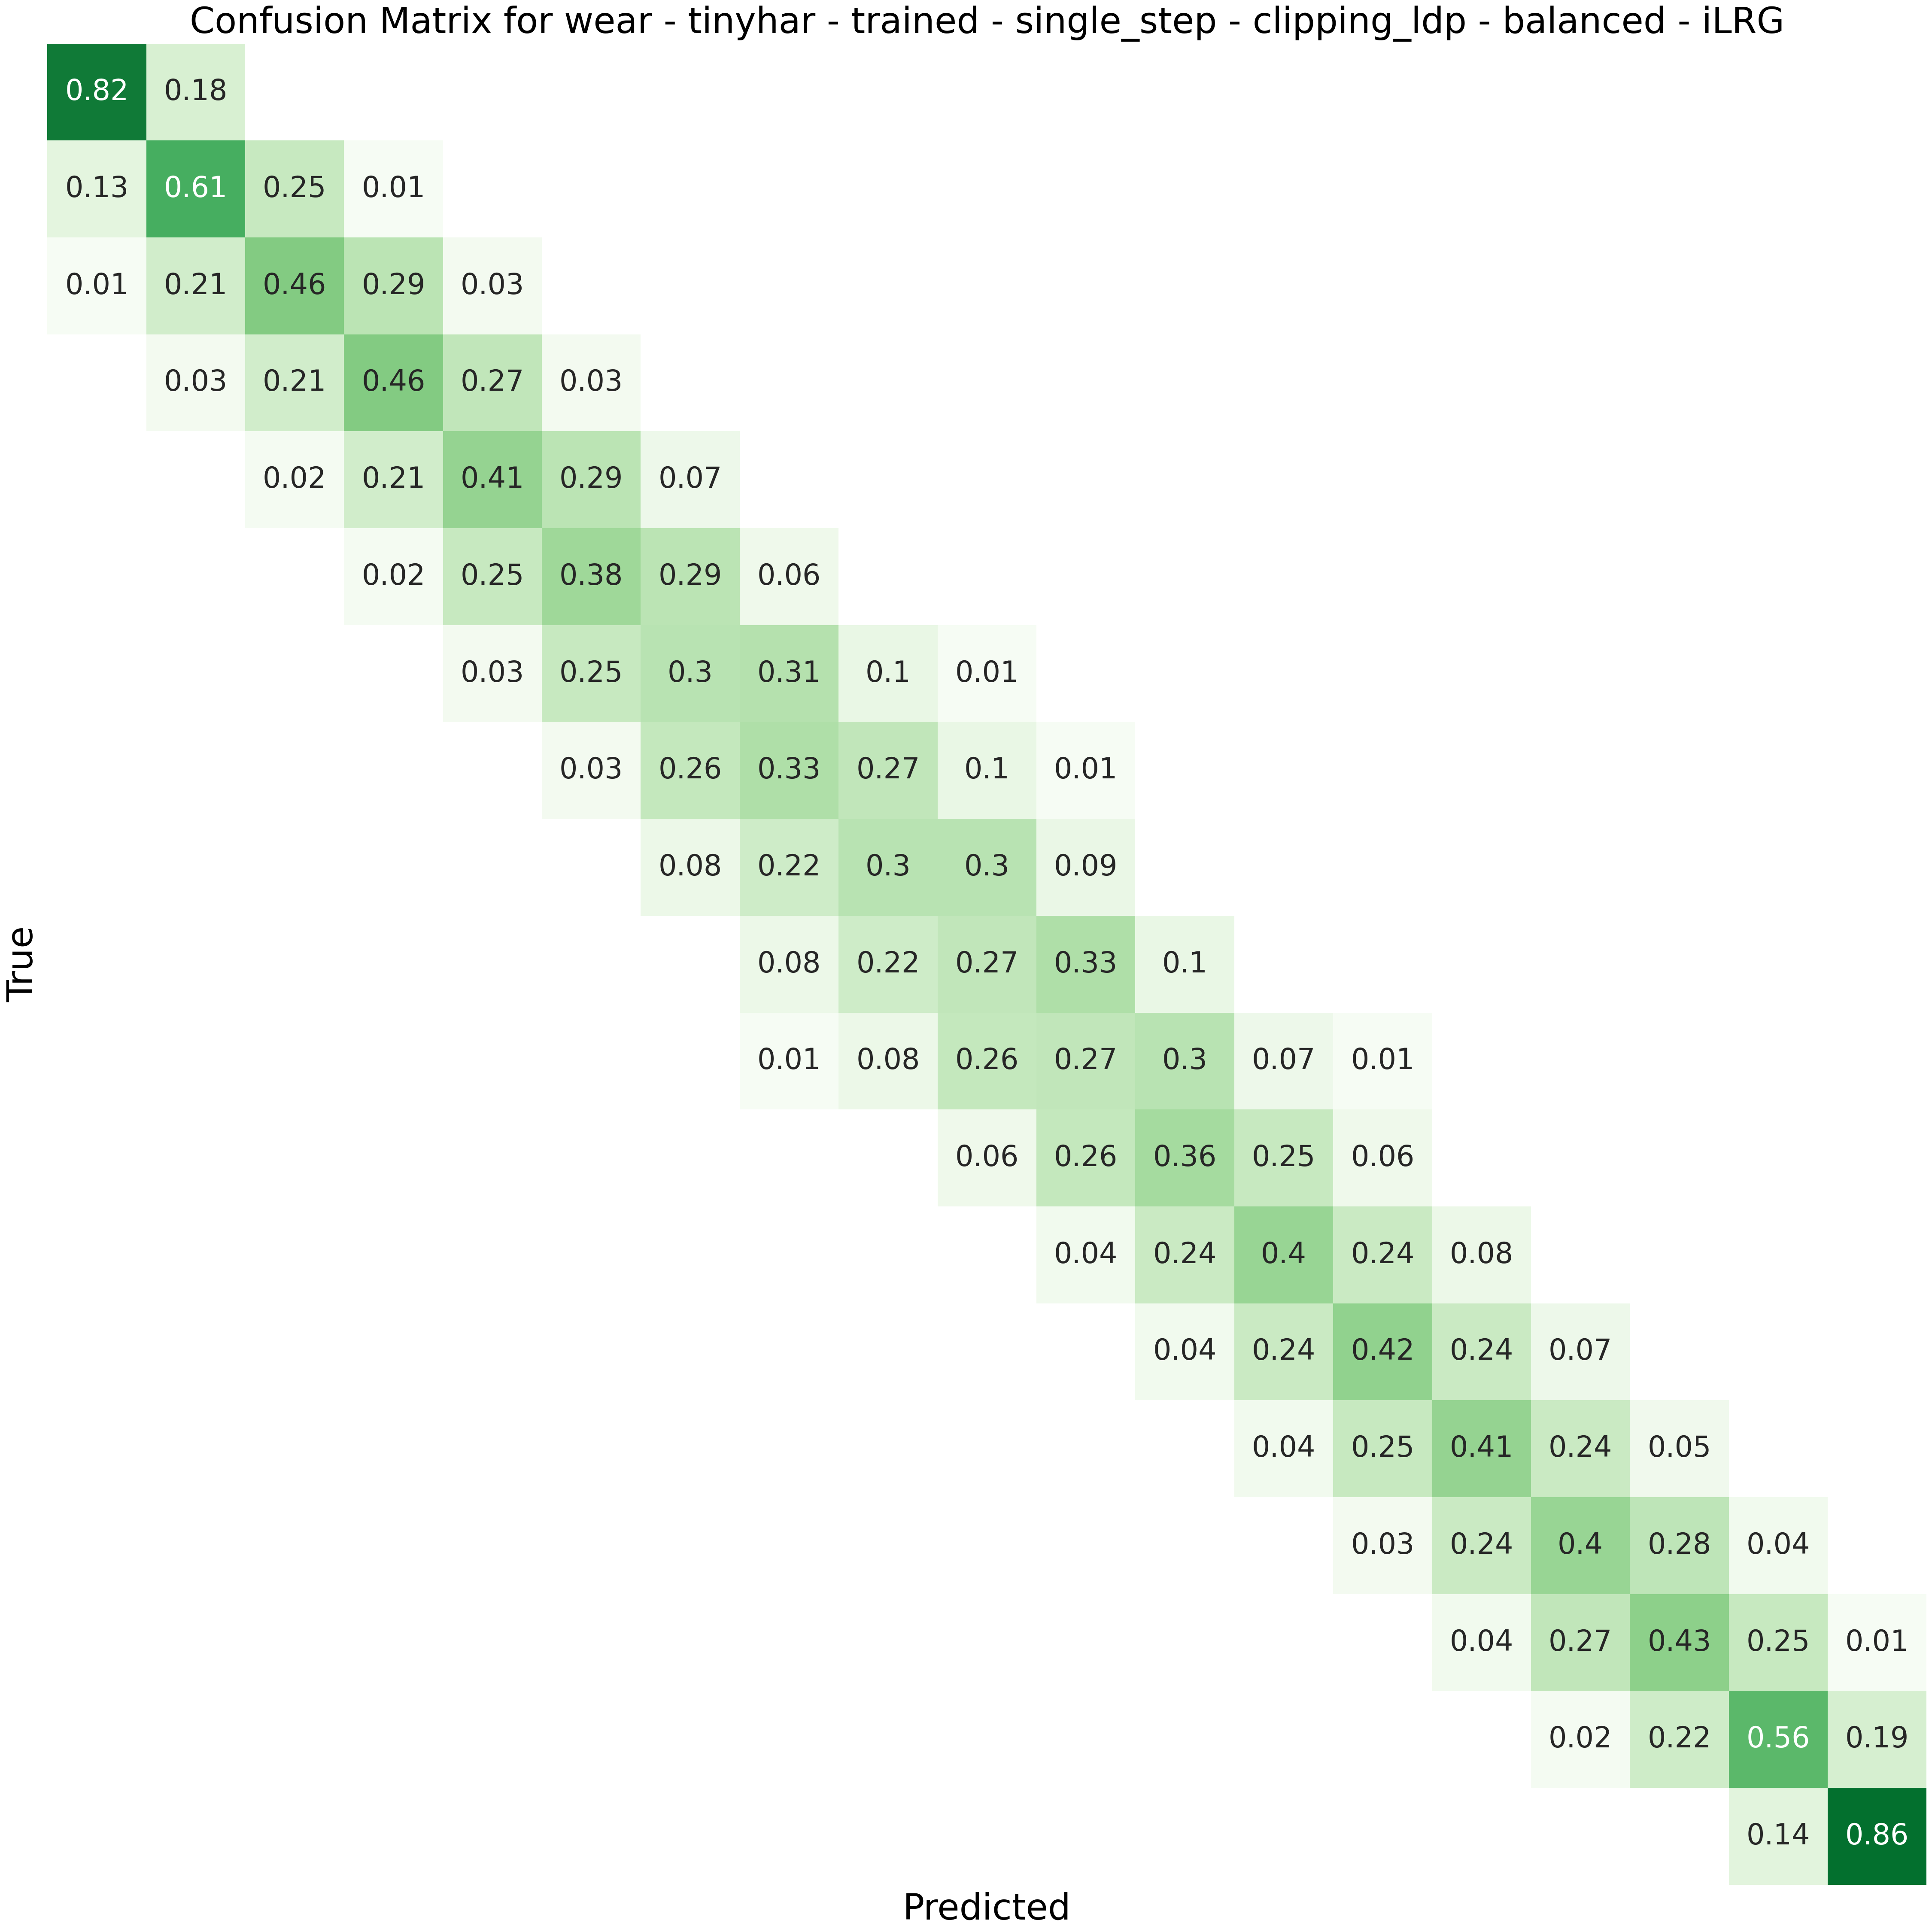 Confusion Matrix for wear - tinyhar - trained - single_step - clipping_ldp - balanced - iLRG
0.82 0.18
0.13 0.61 0.25 0.01
0.01 0.21 0.46 0.29 0.03
0.03 0.21 0.46 0.27 0.03
0.02 0.21 0.41 0.29 0.07
0.02 0.25 0.38 0.29 0.06
0.03 0.25 0.3 0.31 0.1 0.01
0.03 0.26 0.33 0.27 0.1 0.01
0.08 0.22 0.3 0.3 0.09
True
0.08 0.22 0.27 0.33 0.1
0.01 0.08 0.26 0.27 0.3 0.07 0.01
0.06 0.26 0.36 0.25 0.06
0.04 0.24 0.4 0.24 0.08
0.04 0.24 0.42 0.24 0.07
0.04 0.25 0.41 0.24 0.05
0.03 0.24 0.4 0.28 0.04
0.04 0.27 0.43 0.25 0.01
0.02 0.22 0.56 0.19
0.14 0.86
Predicted